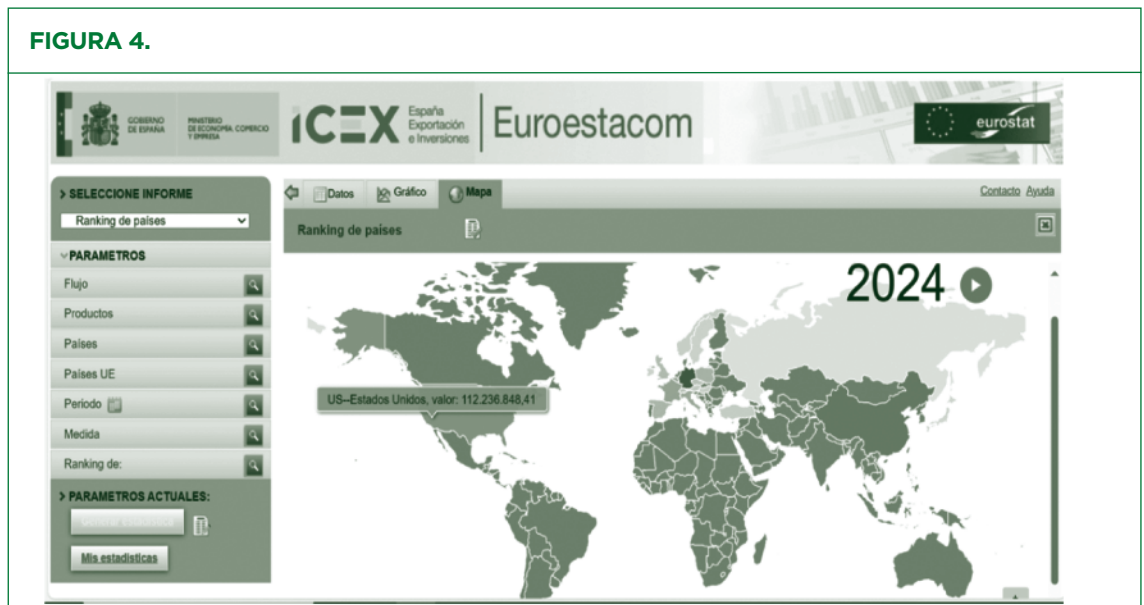 FIGURA 4.
GOBIERNO
DE ESPAÑA
MINISTERIO
DE ECONOMÍA, COMERCIO
Y EMPRESA
ICEX
España
Exportación
e Inversiones
Euroestacom
eurostat
> SELECCIONE INFORME
Ranking de países
PARAMETROS
Flujo
Productos
Países
Países UE
Periodo
Medida
Ranking de:
> PARAMETROS ACTUALES:
Mis estadísticas
Datos
Gráfico
Mapa
Contacto Ayuda
Ranking de países
2024
US--Estados Unidos, valor: 112.236.848,41